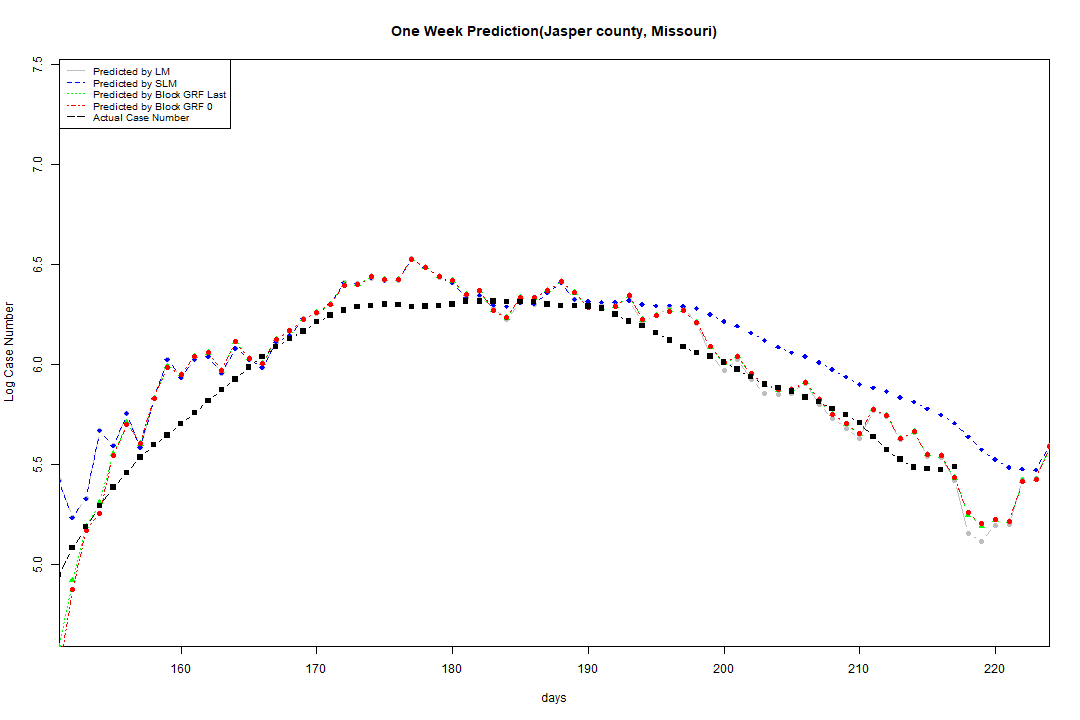 One Week Prediction(Jasper county, Missouri)
7.5
7.0
6.5
6.0
5.5
5.0
Log Case Number
Predicted by LM
Predicted by SLM
Predicted by Block GRF Last
Predicted by Block GRF 0
Actual Case Number
160 170 180 190 200 210 220
days